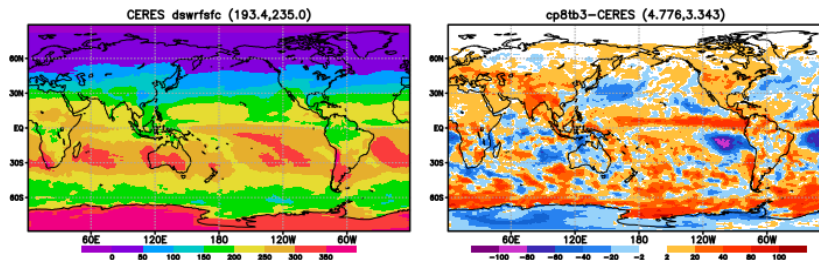 CERES dswrfsfc (193.4,235.0)
cp8tb3-CERES (4.776,3.343)
60N
30N
EQ
30S
60S
60E 120E 180 120W 60W
0 50 100 150 200 250 300 350
60N
30N
EQ
30S
60S
60E 120E 180 120W 60W
-100 -80 -60 -40 -20 -2 2 20 40 80 100